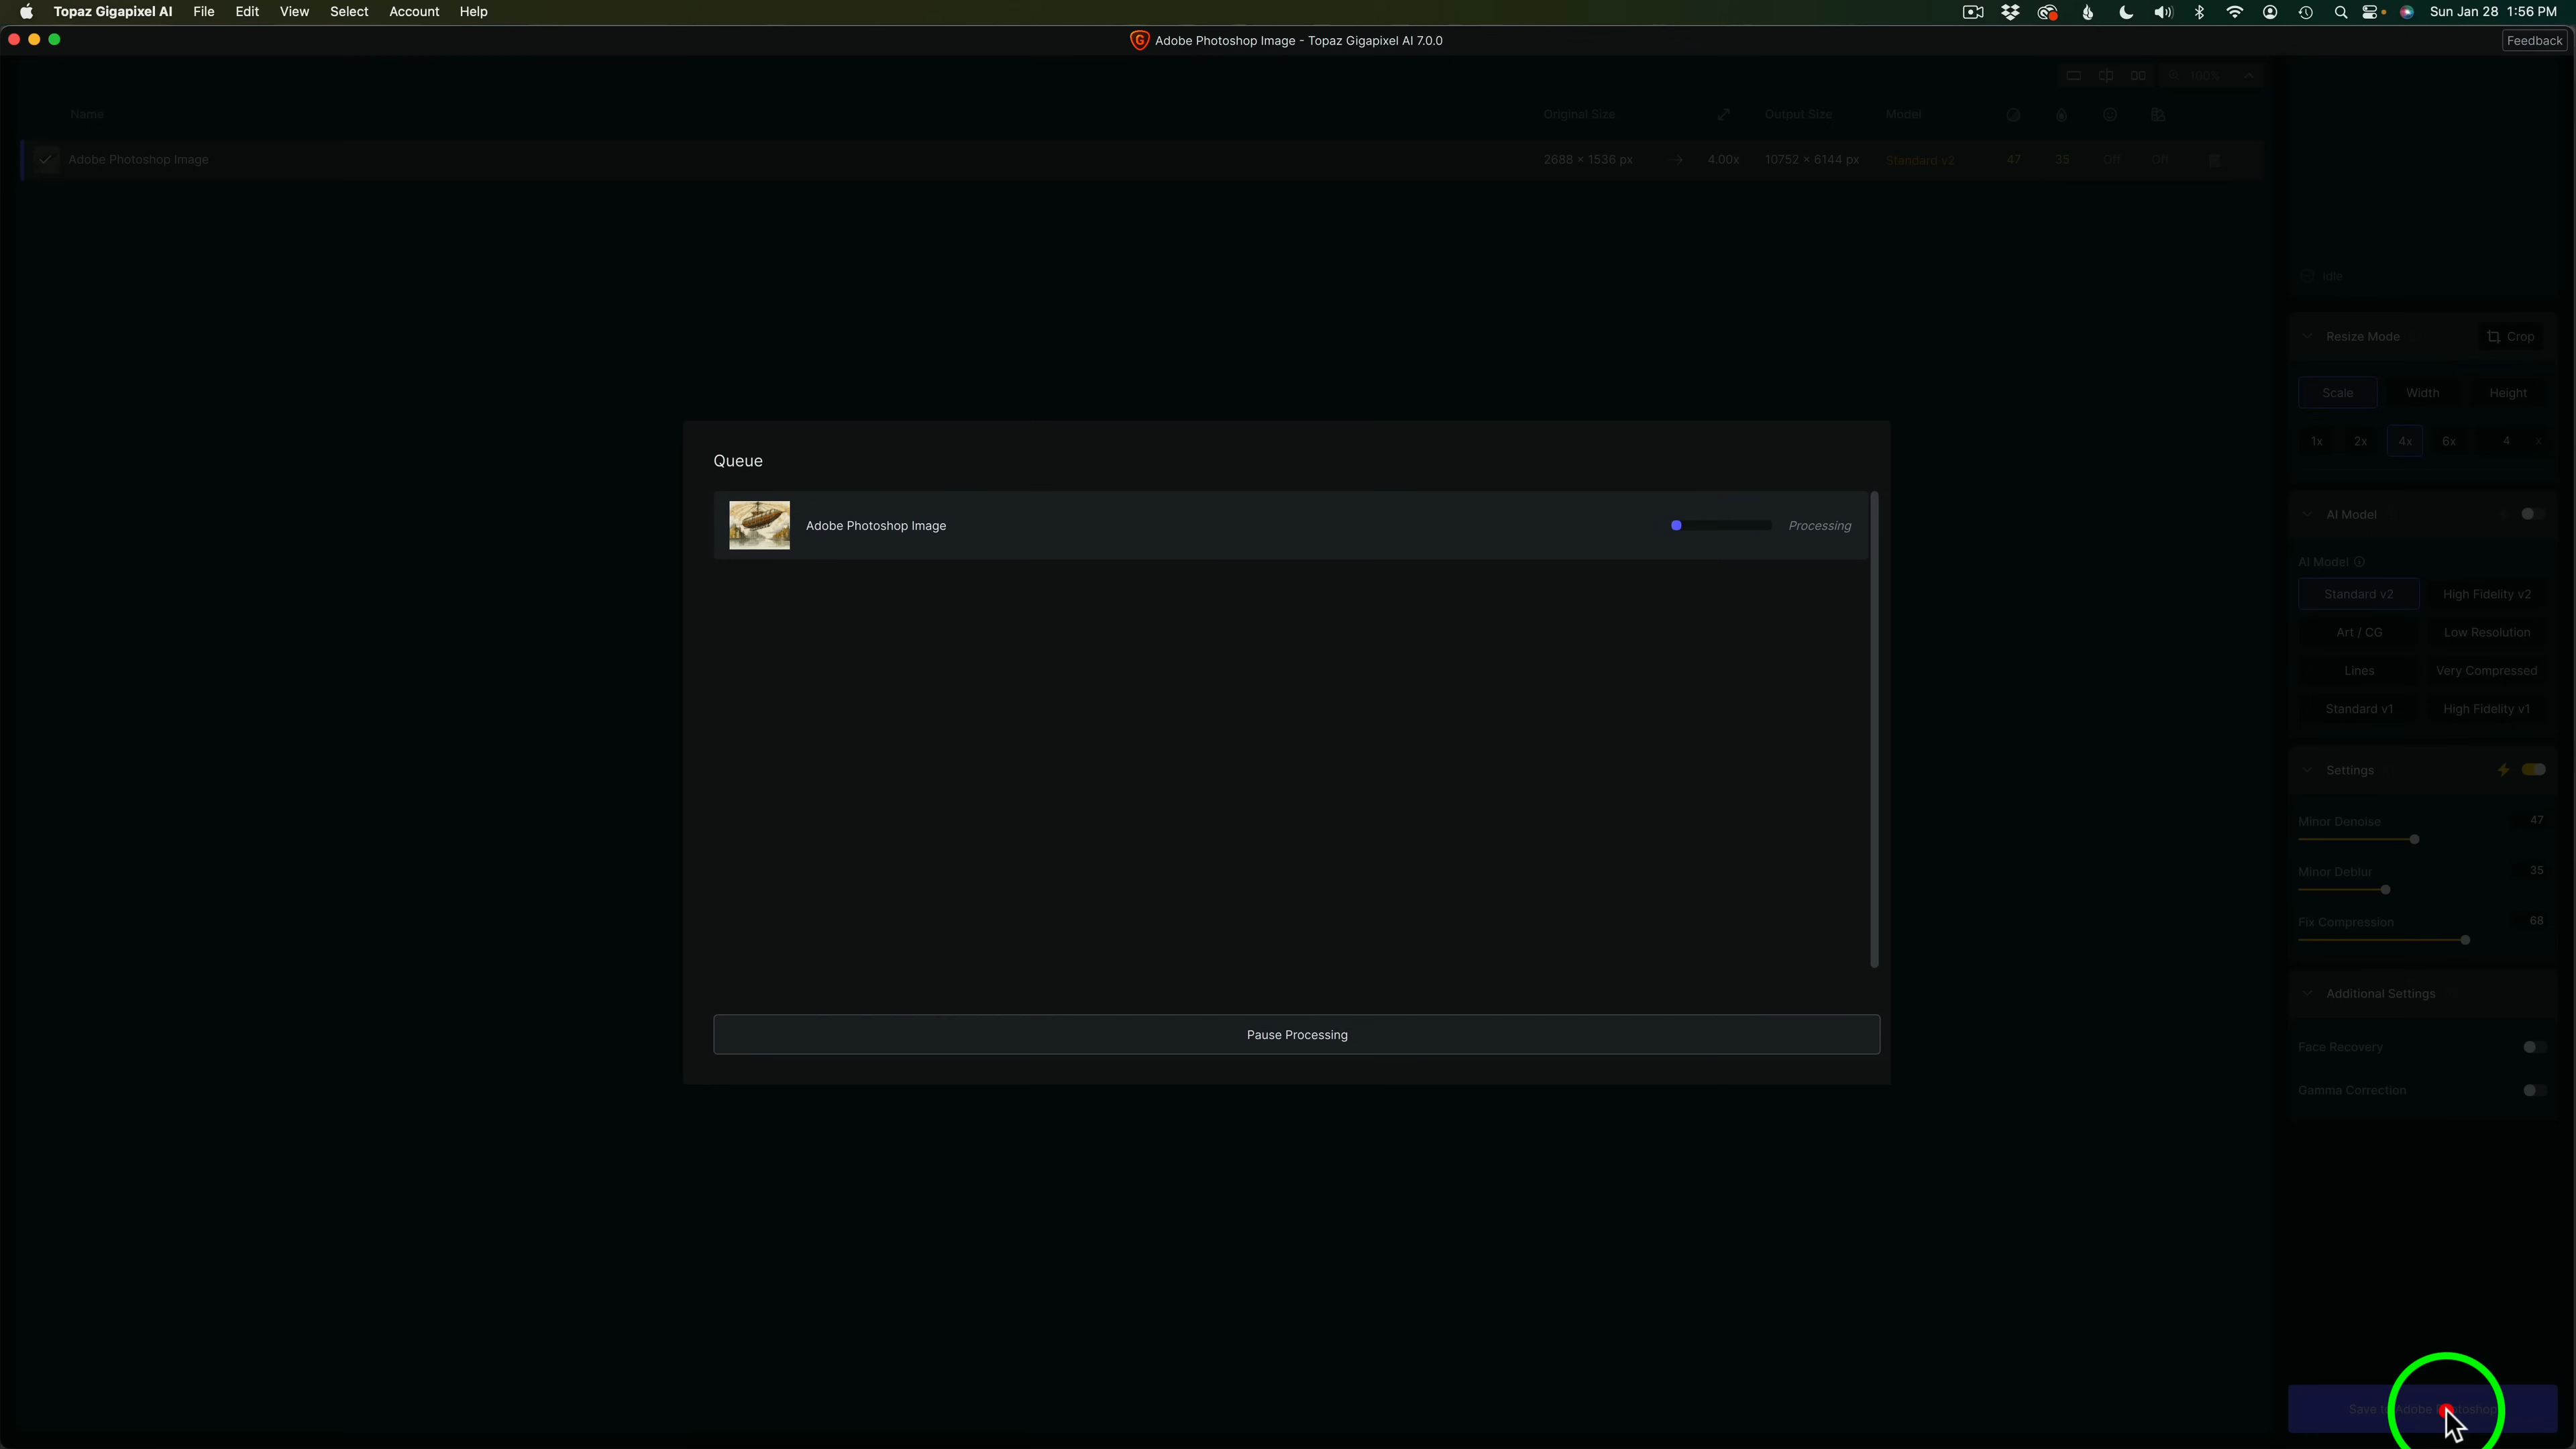 Topaz Gigapixel AI File Edit View Select Account Help Sun Jan 28 1:56 PM
Adobe Photoshop Image - Topaz Gigapixel AI 7.0.0 Feedback
100%
Name Original Size Output Size Model
Adobe Photoshop Image 2688 × 1536 px → 4.00x 10752 × 6144 px Standard v2 47 35 Off Off
Idle
Resize Mode Crop
Scale Width Height
1x 2x 4x 6x 4 x
Queue
Adobe Photoshop Image Processing
Pause Processing
AI Model
AI Model
Standard v2 High Fidelity v2
Art / CG Low Resolution
Lines Very Compressed
Standard v1 High Fidelity v1
Settings
Minor Denoise 47
Minor Deblur 35
Fix Compression 68
Additional Settings
Face Recovery
Gamma Correction
Save to Adobe Photoshop